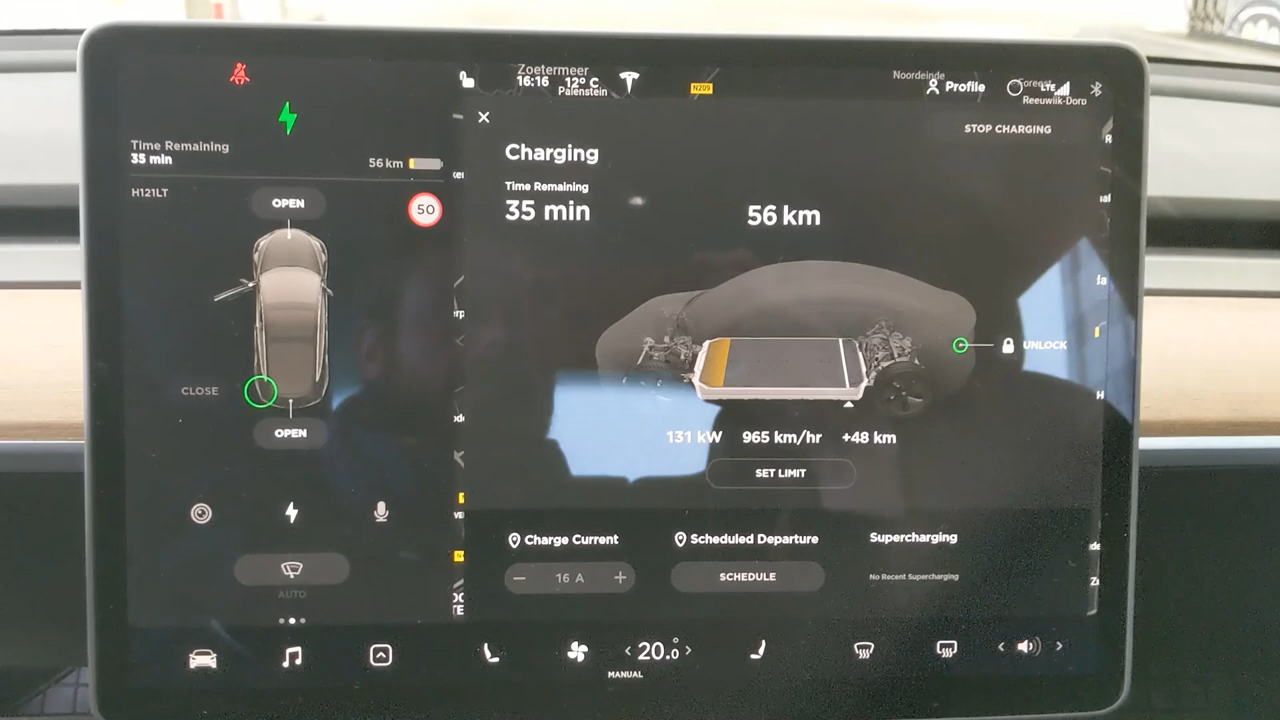 Zoetermeer
16:16 12° C
Palenstein
N209
Noordeinde
Profile
LTE
Reeuwijk-Dorp
STOP CHARGING
Time Remaining
35 min
56 km
H121LT
OPEN
50
CLOSE
OPEN
AUTO
Charging
Time Remaining
35 min
56 km
UNLOCK
131 kW 965 km/hr +48 km
SET LIMIT
Charge Current
− 16 A +
Scheduled Departure
SCHEDULE
Supercharging
No Recent Supercharging
< 20.0 >
MANUAL